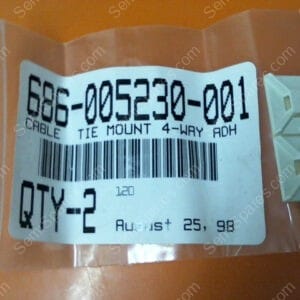 686-005230-001
CABLE TIE MOUNT 4-WAY ADH
QTY-2
120
August 25, 98